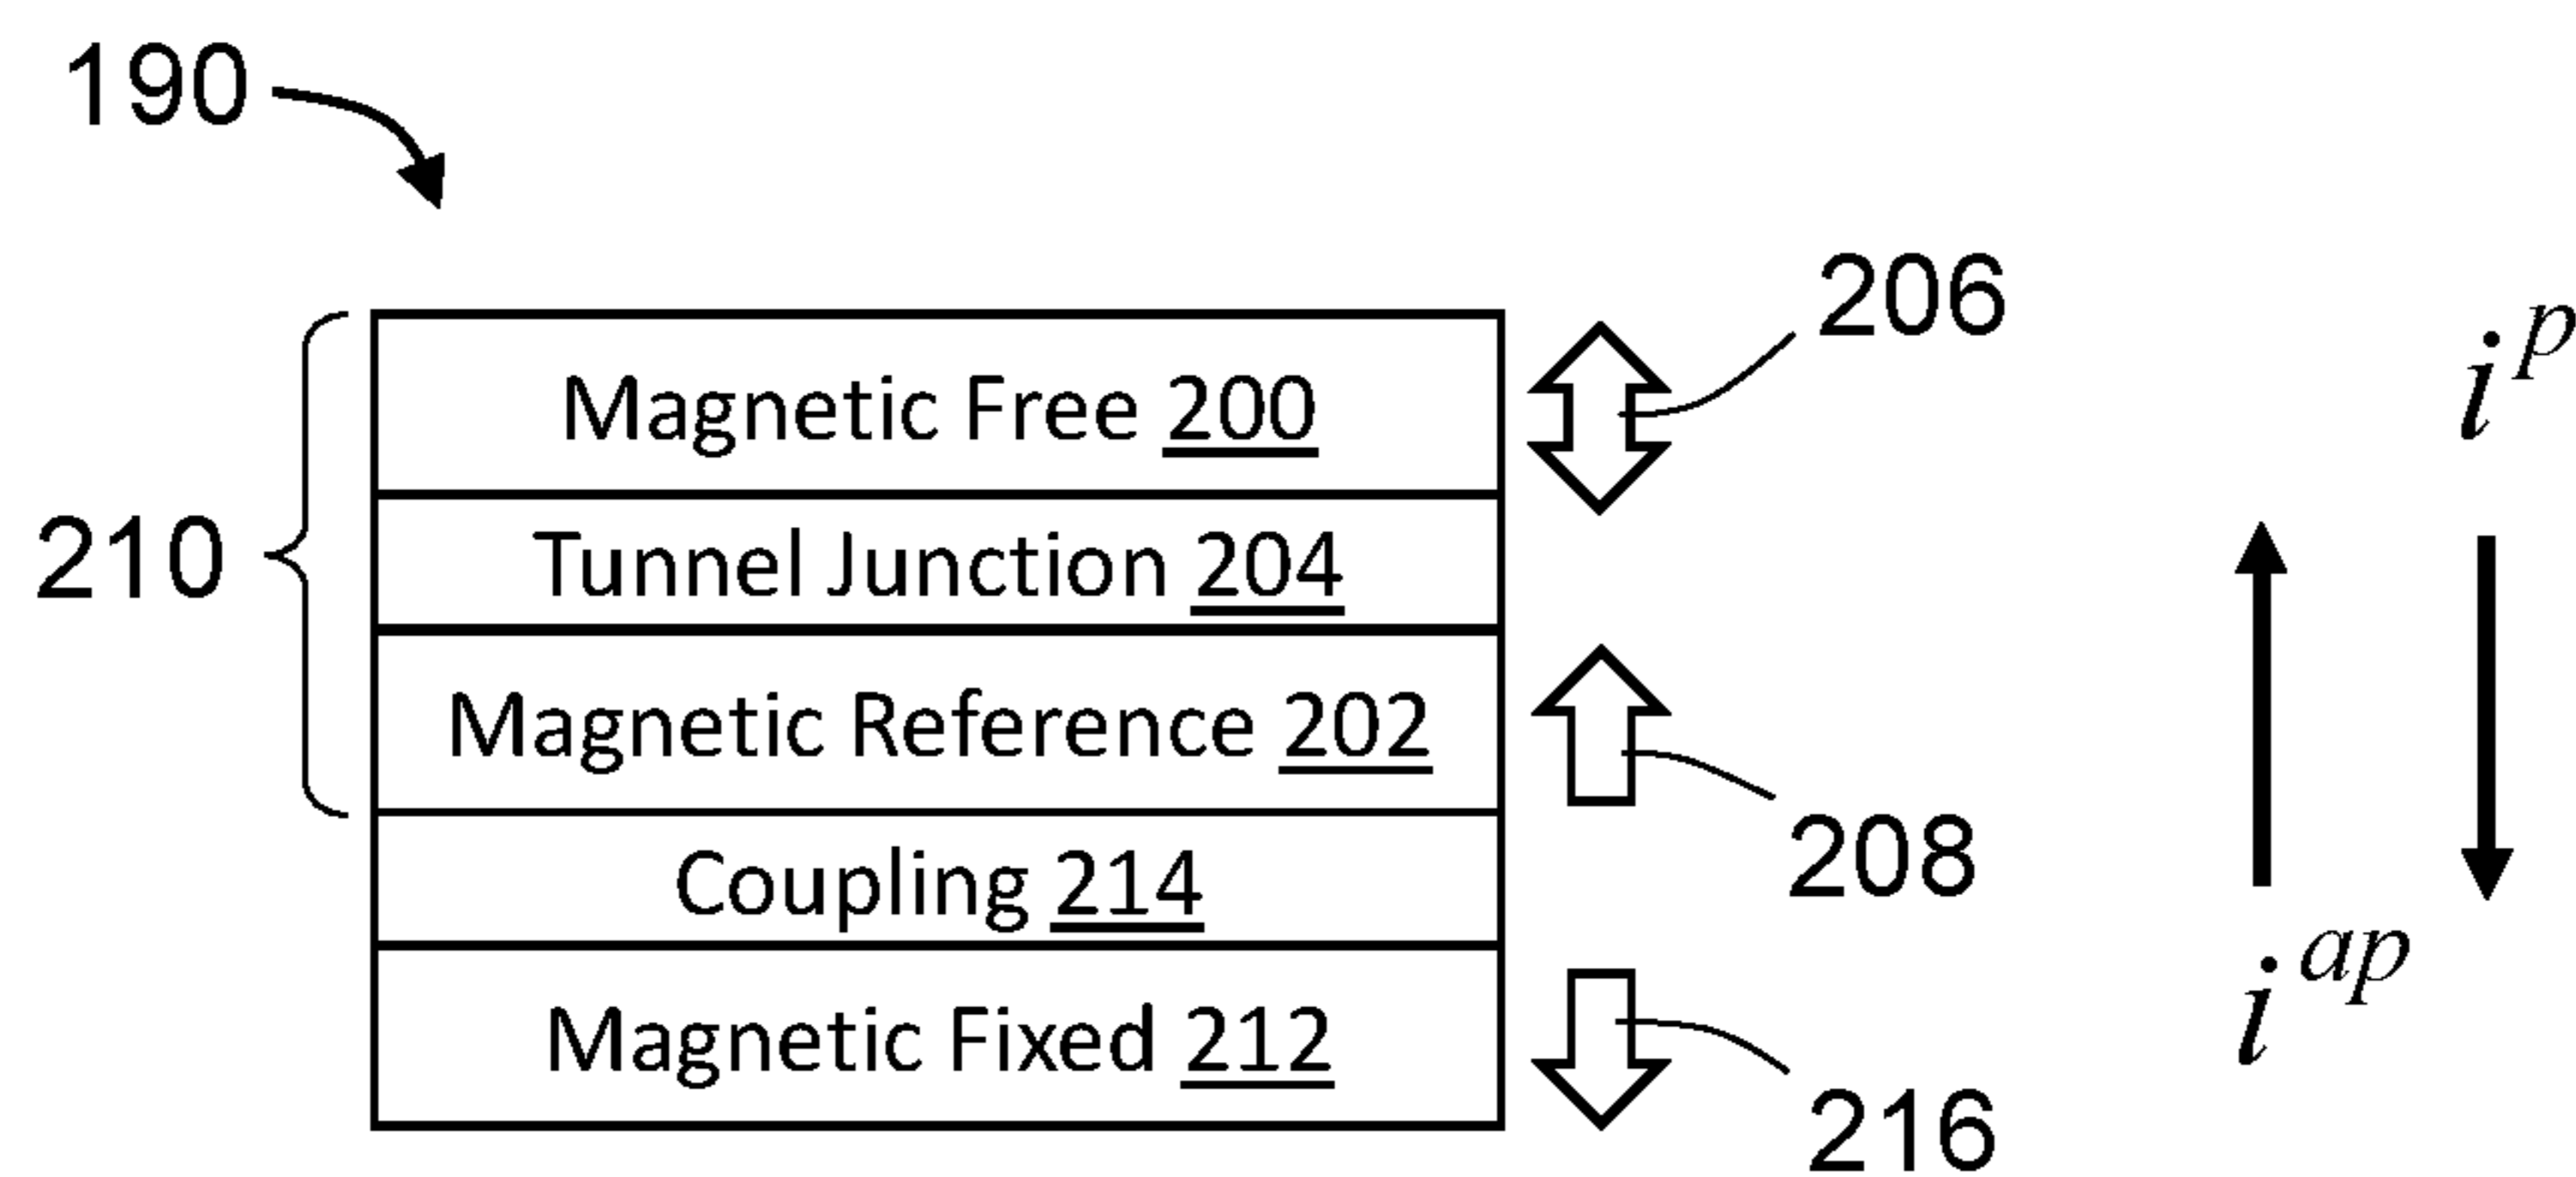 190
206
i^p
Magnetic Free 200
210
Tunnel Junction 204
Magnetic Reference 202
208
Coupling 214
i^ap
Magnetic Fixed 212
216